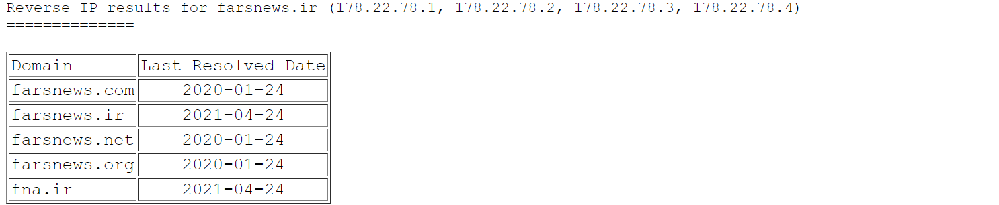 Reverse IP results for farsnews.ir (178.22.78.1, 178.22.78.2, 178.22.78.3, 178.22.78.4)
==============
Domain Last Resolved Date
farsnews.com 2020-01-24
farsnews.ir 2021-04-24
farsnews.net 2020-01-24
farsnews.org 2020-01-24
fna.ir 2021-04-24